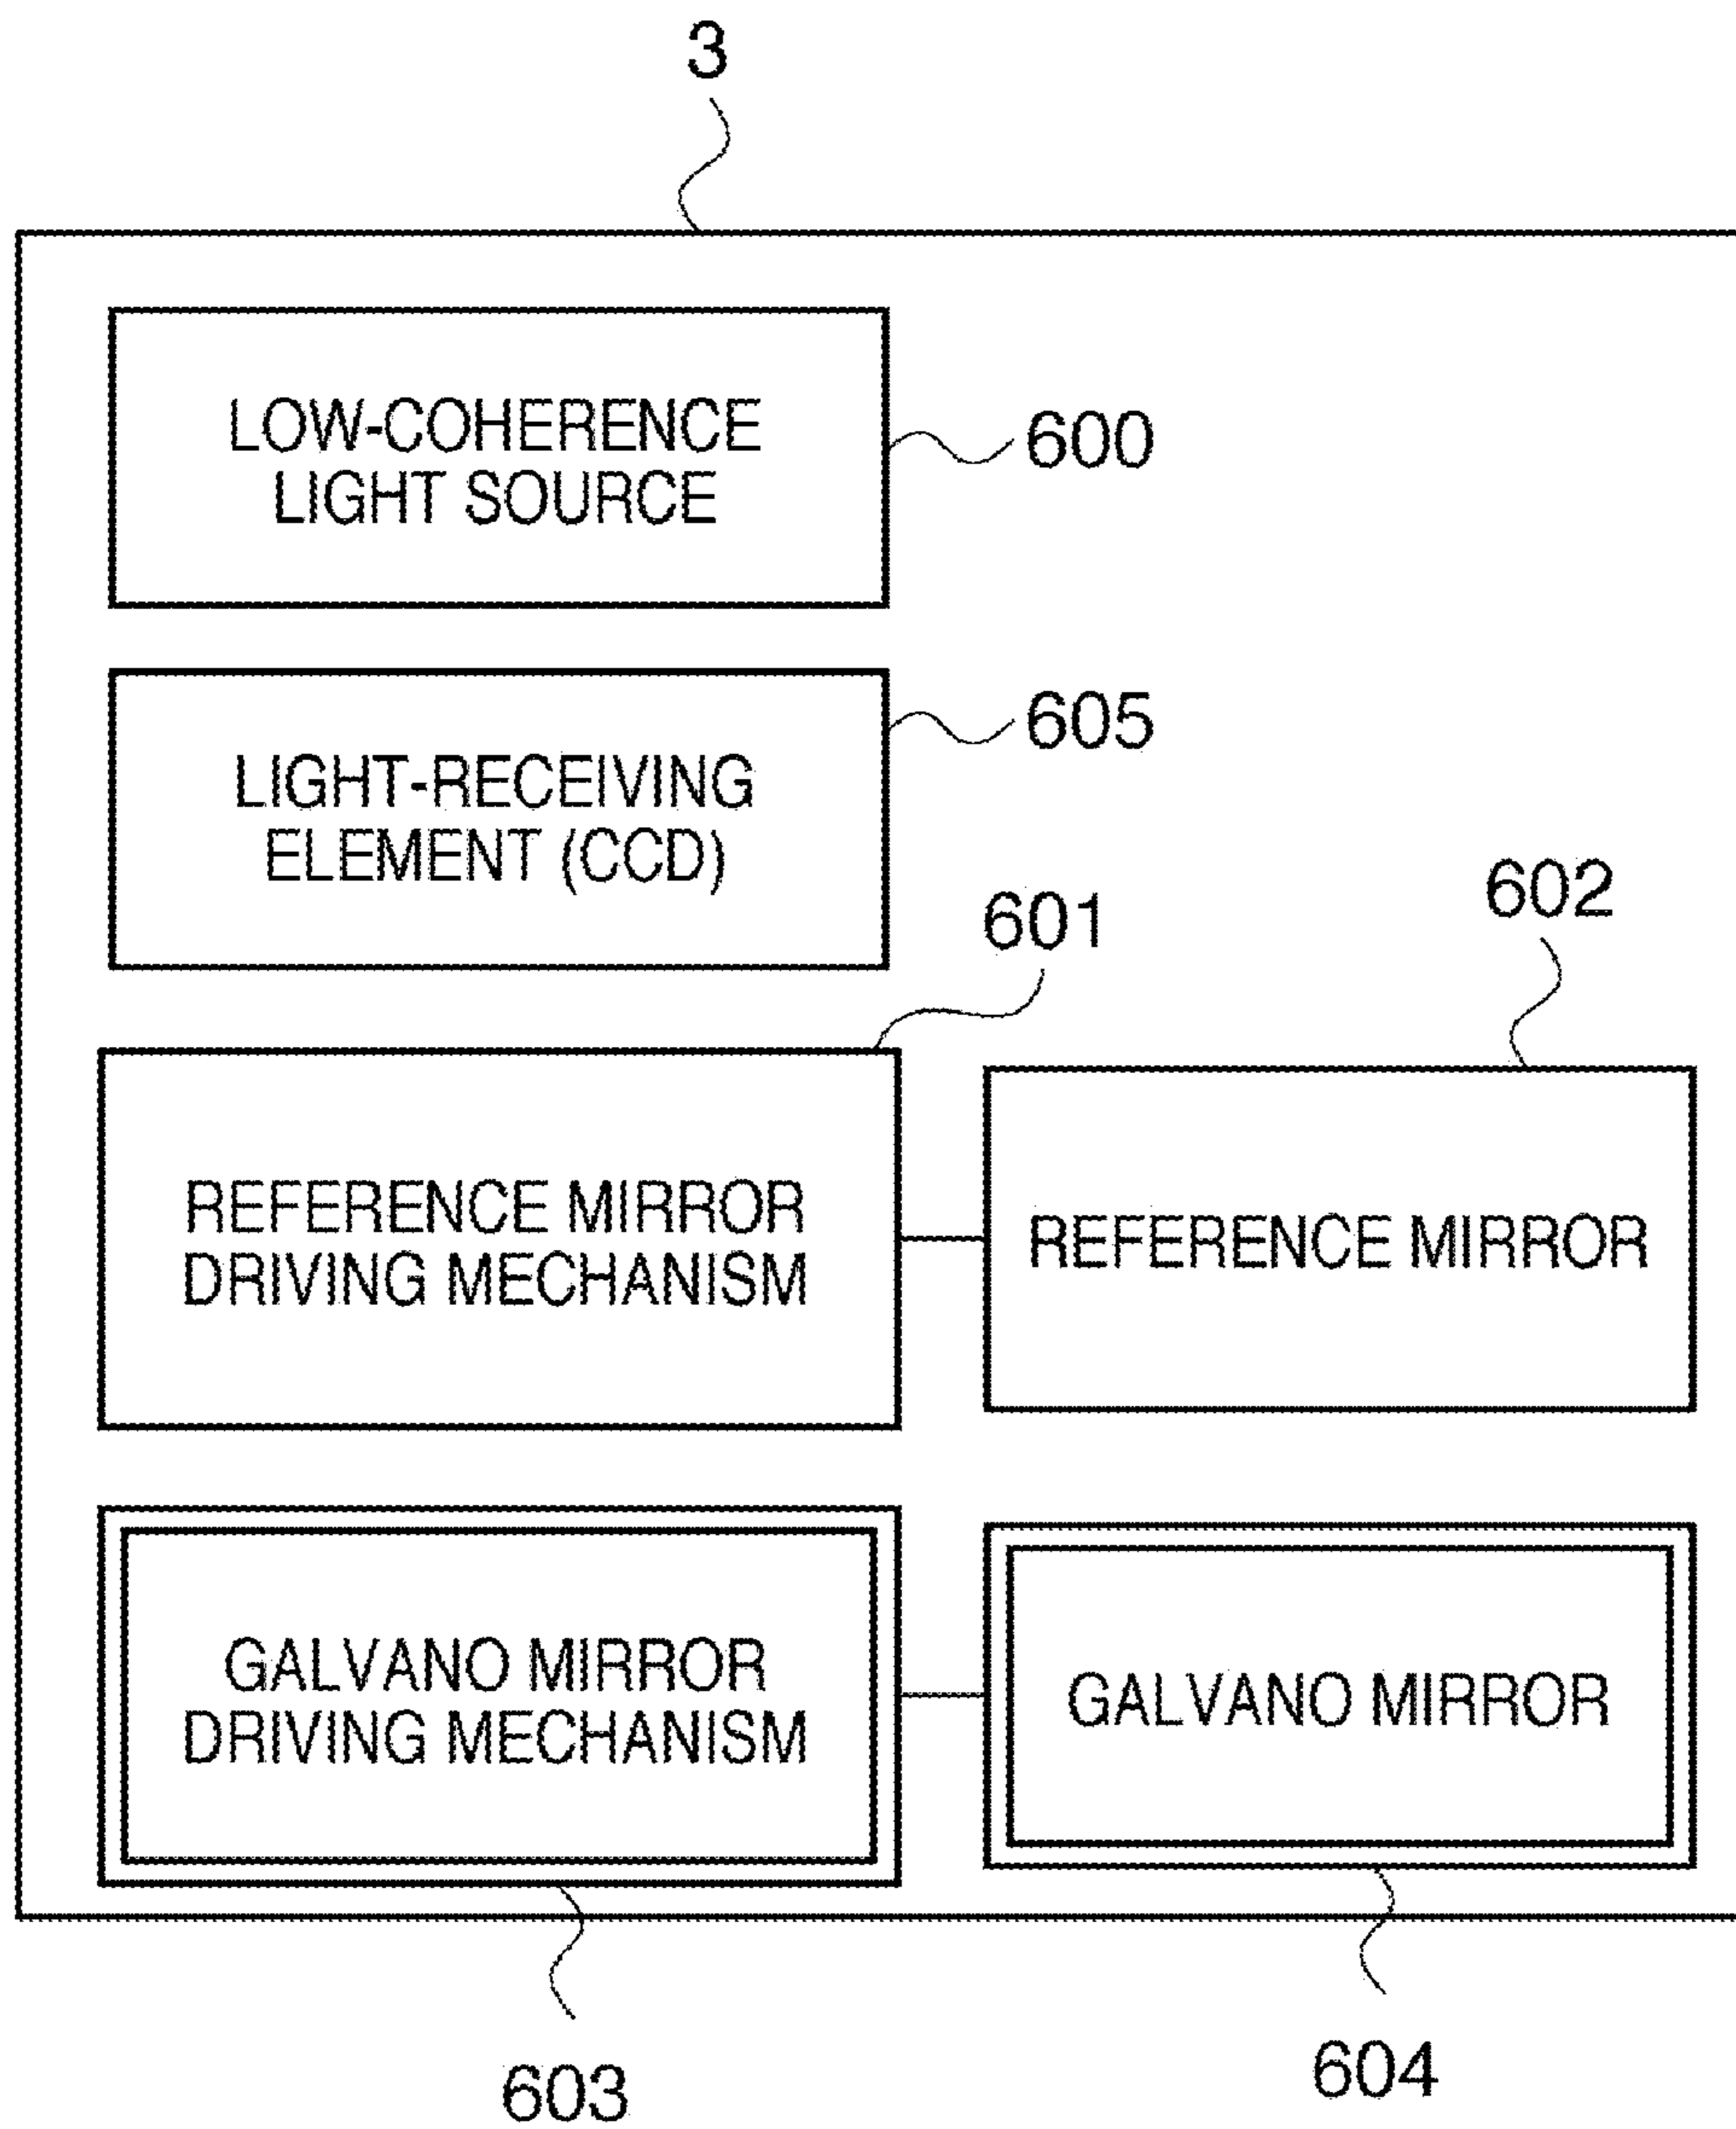 3
LOW-COHERENCE
LIGHT SOURCE
600
LIGHT-RECEIVING
ELEMENT (CCD)
605
601
602
REFERENCE MIRROR
DRIVING MECHANISM
REFERENCE MIRROR
GALVANO MIRROR
DRIVING MECHANISM
GALVANO MIRROR
603
604